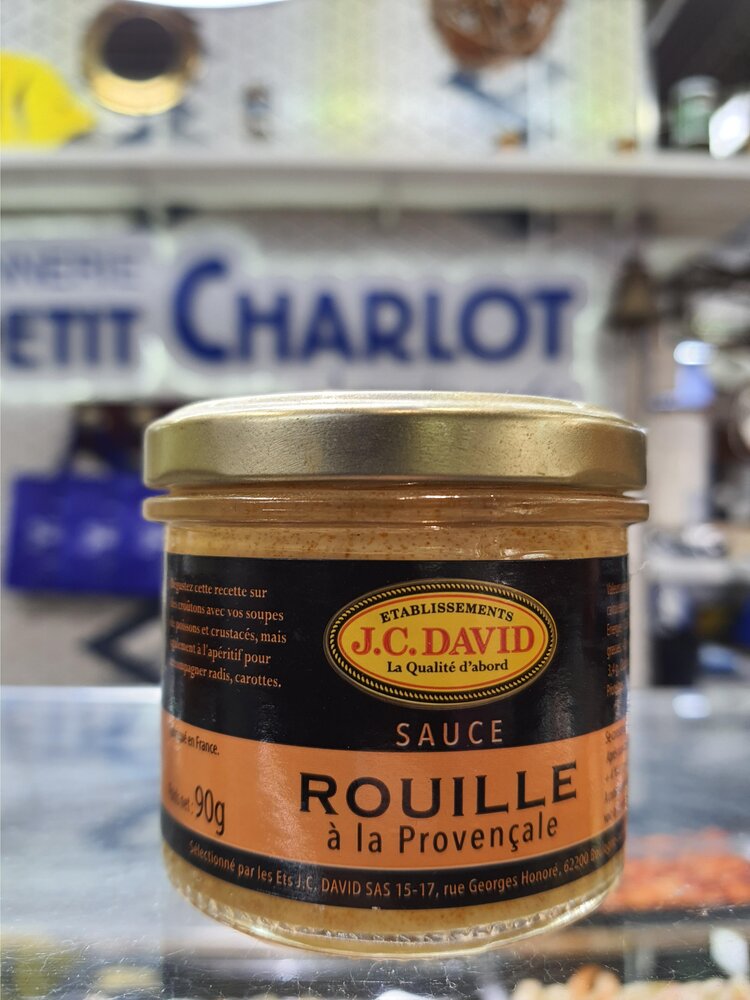 ETIT CHARLOT
cette recette sur
croûtons avec vos soupes
poissons et crustacés, mais
à l'apéritif pour
radis, carottes.
en France.
90g
ETABLISSEMENTS
J.C. DAVID
La Qualité d'abord
SAUCE
ROUILLE
à la Provençale
Sélectionné par les Ets J.C. DAVID SAS 15-17, rue Georges Honoré, 62200